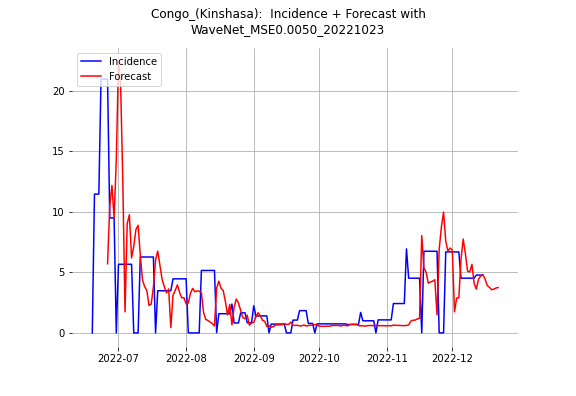 Congo_(Kinshasa):  Incidence + Forecast with
WaveNet_MSE0.0050_20221023
Incidence
Forecast
20
15
10
5
0
2022-07
2022-08
2022-09
2022-10
2022-11
2022-12